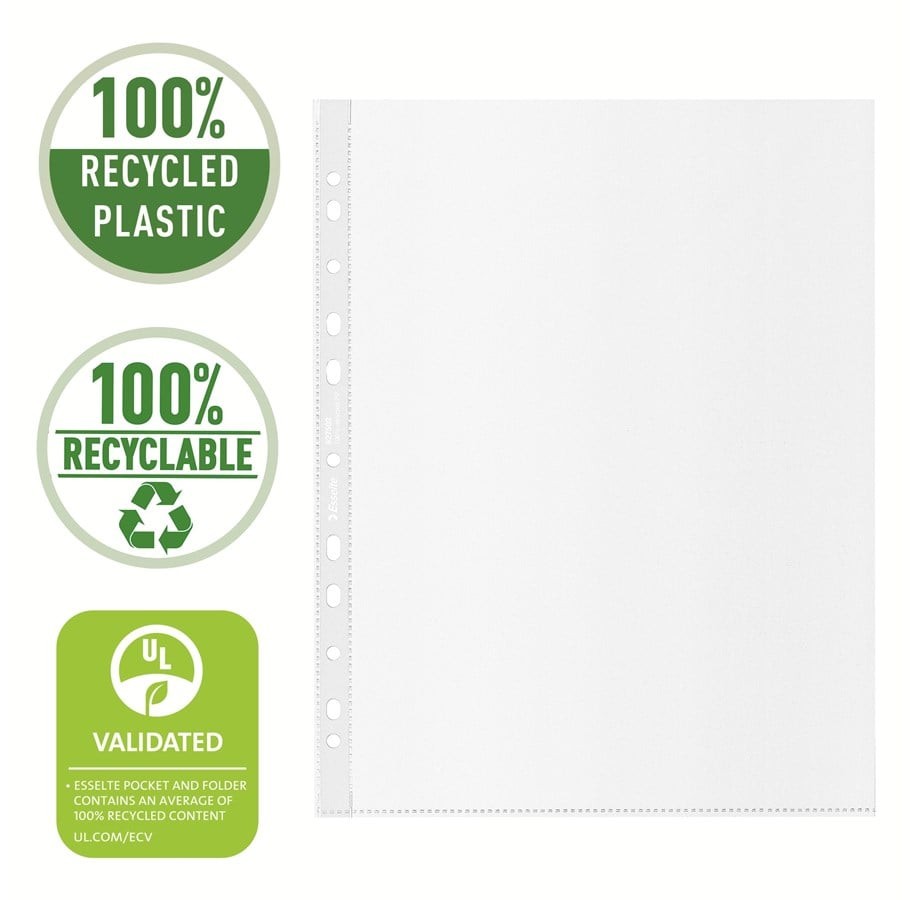 100%
RECYCLED
PLASTIC
100%
RECYCLABLE
UL
VALIDATED
• ESSELTE POCKET AND FOLDER
CONTAINS AN AVERAGE OF
100% RECYCLED CONTENT
UL.COM/ECV
Esselte